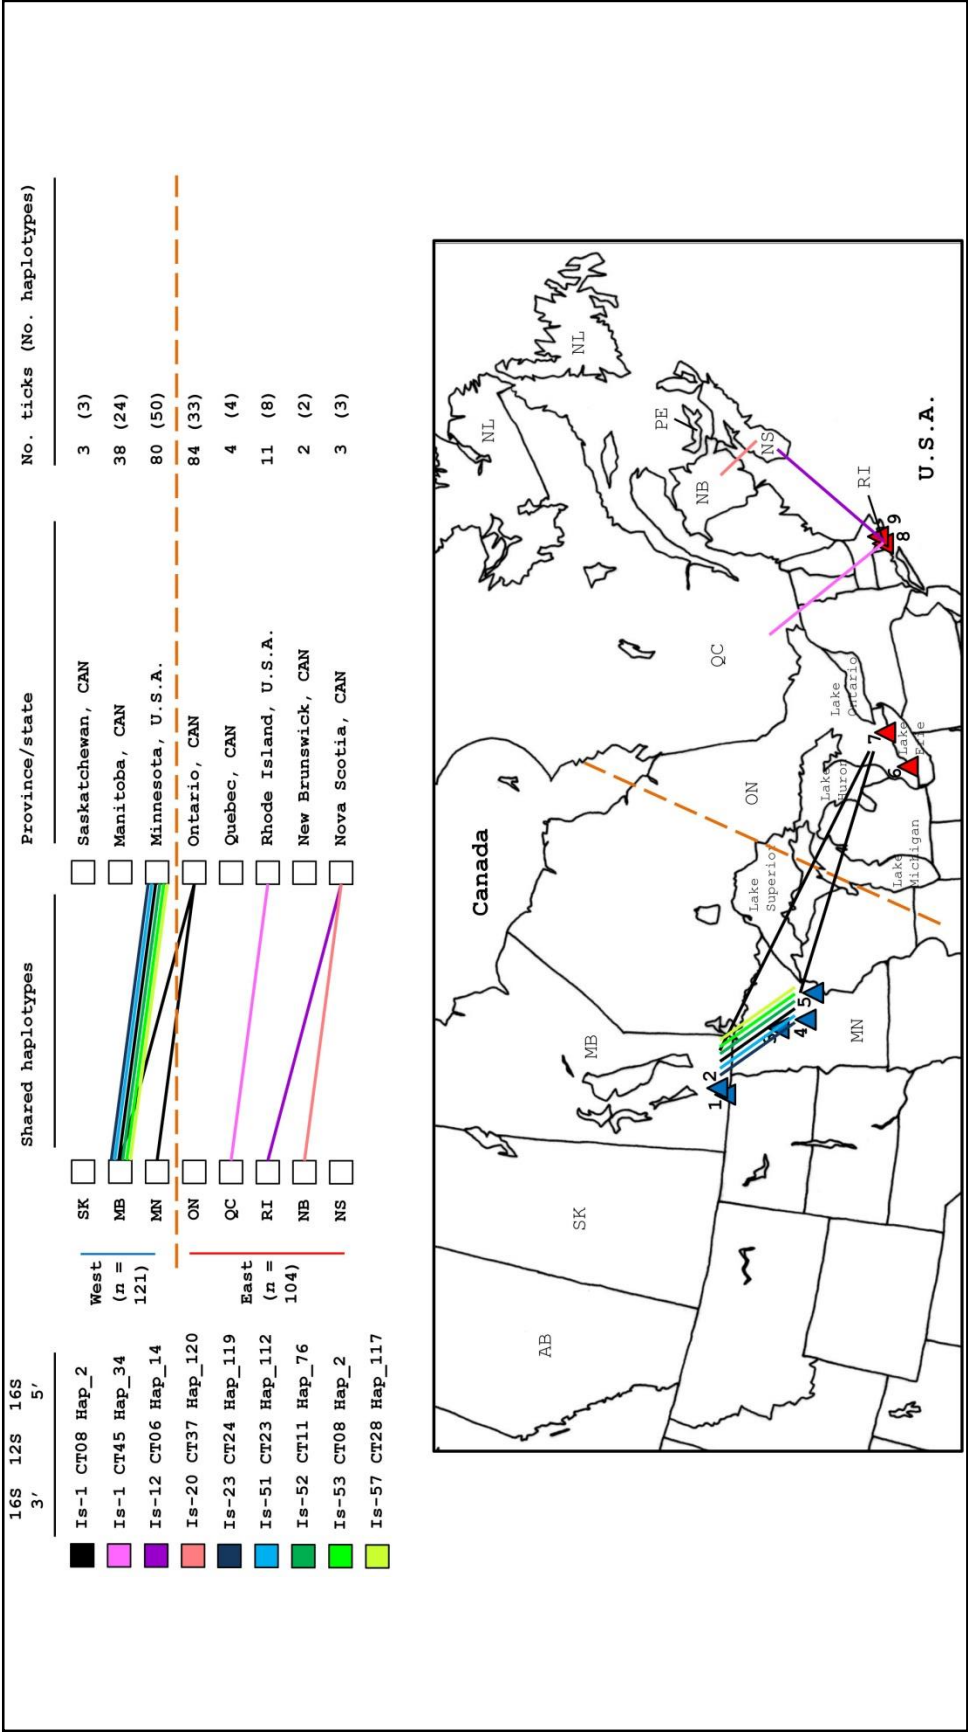 16S 12S 16S
3′ 5′
Is-1 CT08 Hap_2
Is-1 CT45 Hap_34
Is-12 CT06 Hap_14
Is-20 CT37 Hap_120
Is-23 CT24 Hap_119
Is-51 CT23 Hap_112
Is-52 CT11 Hap_76
Is-53 CT08 Hap_2
Is-57 CT28 Hap_117
West
(n =
121)
East
(n =
104)
Shared haplotypes
SK
MB
MN
ON
QC
RI
NB
NS
Province/state
Saskatchewan, CAN
Manitoba, CAN
Minnesota, U.S.A.
Ontario, CAN
Quebec, CAN
Rhode Island, U.S.A.
New Brunswick, CAN
Nova Scotia, CAN
No. ticks (No. haplotypes)
3 (3)
38 (24)
80 (50)
84 (33)
4 (4)
11 (8)
2 (2)
3 (3)
Canada
NL
NL
PE
NB
NS
QC
MB
SK
AB
ON
RI
MN
U.S.A.
Lake
Superior
Lake
Huron
Lake
Ontario
Lake
Erie
Lake
Michigan
1
2
3
4
5
6
7
8
9